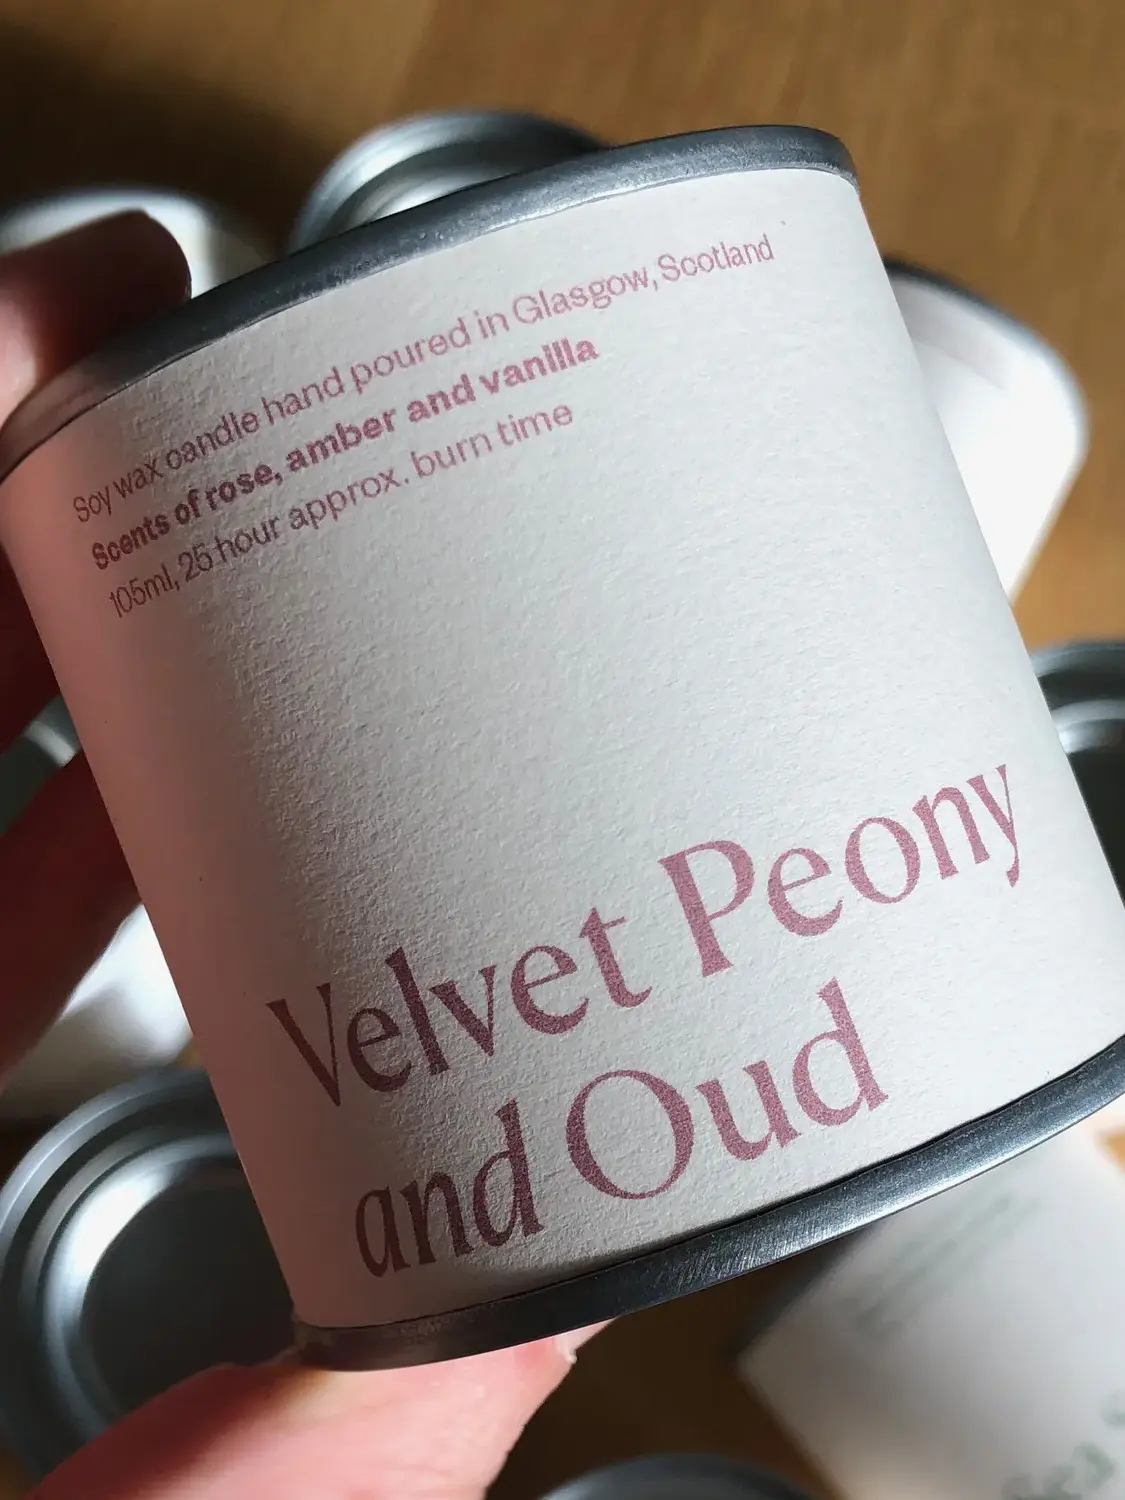 Soy wax candle hand poured in Glasgow, Scotland
Scents of rose, amber and vanilla
105ml, 25 hour approx. burn time
Velvet Peony
and Oud